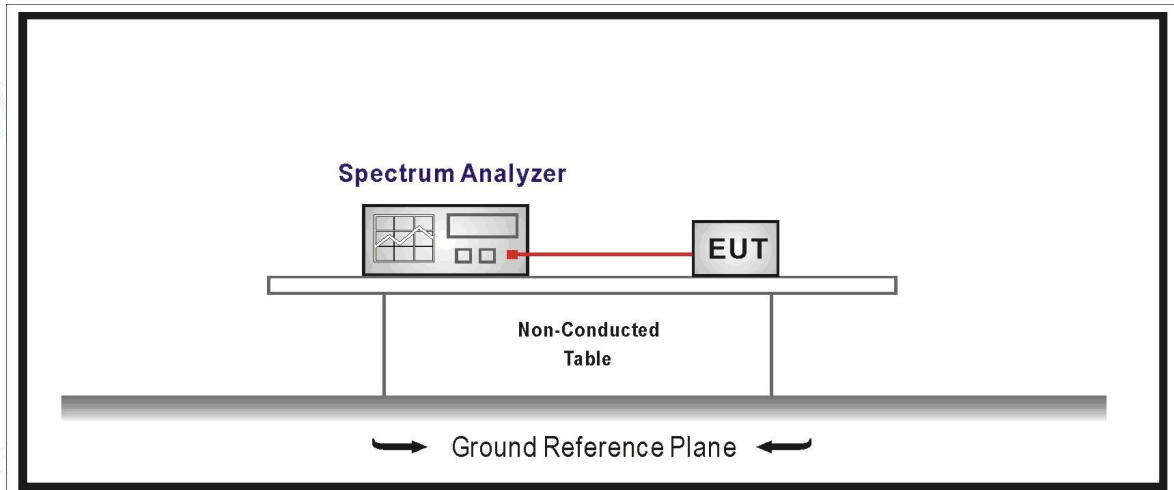 Spectrum Analyzer
EUT
Non-Conducted
Table
Ground Reference Plane